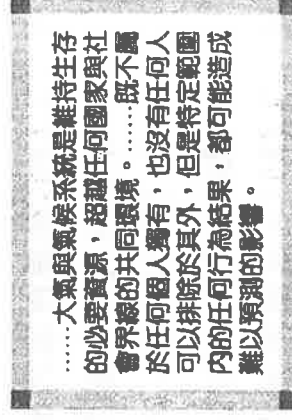 ……大氣與氣候系統是維持生存
的必要資源，超越任何國家與社
會界線的共同環境。……既不屬
於任何個人獨有，也沒有任何人
可以排除於其外，但是特定範圍
內的任何行為結果，都可能造成
難以預測的影響。